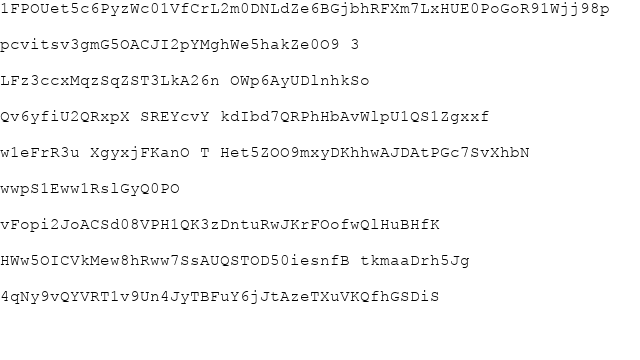 1FPOUet5c6PyzWc01VfCrL2m0DNLdZe6BGjbhRFXm7LxHUE0PoGoR91Wjj98p
pcvitsv3gmG5OACJI2pYMghWe5hakZe0O9 3
LFz3ccxMqzSqZST3LkA26n OWp6AyUDlnhkSo
Qv6yfiU2QRxpX SREYcvY kdIbd7QRPhHbAvWlpU1QS1Zgxxf
w1eFrR3u XgyxjFKanO T Het5ZOO9mxyDKhhwAJDAtPGc7SvXhbN
wwpS1Eww1RslGyQ0PO
vFopi2JoACSd08VPH1QK3zDntuRwJKrFOofwQlHuBHfK
HWw5OICVkMew8hRww7SsAUQSTOD50iesnfB tkmaaDrh5Jg
4qNy9vQYVRT1v9Un4JyTBFuY6jJtAzeTXuVKQfhGSDiS